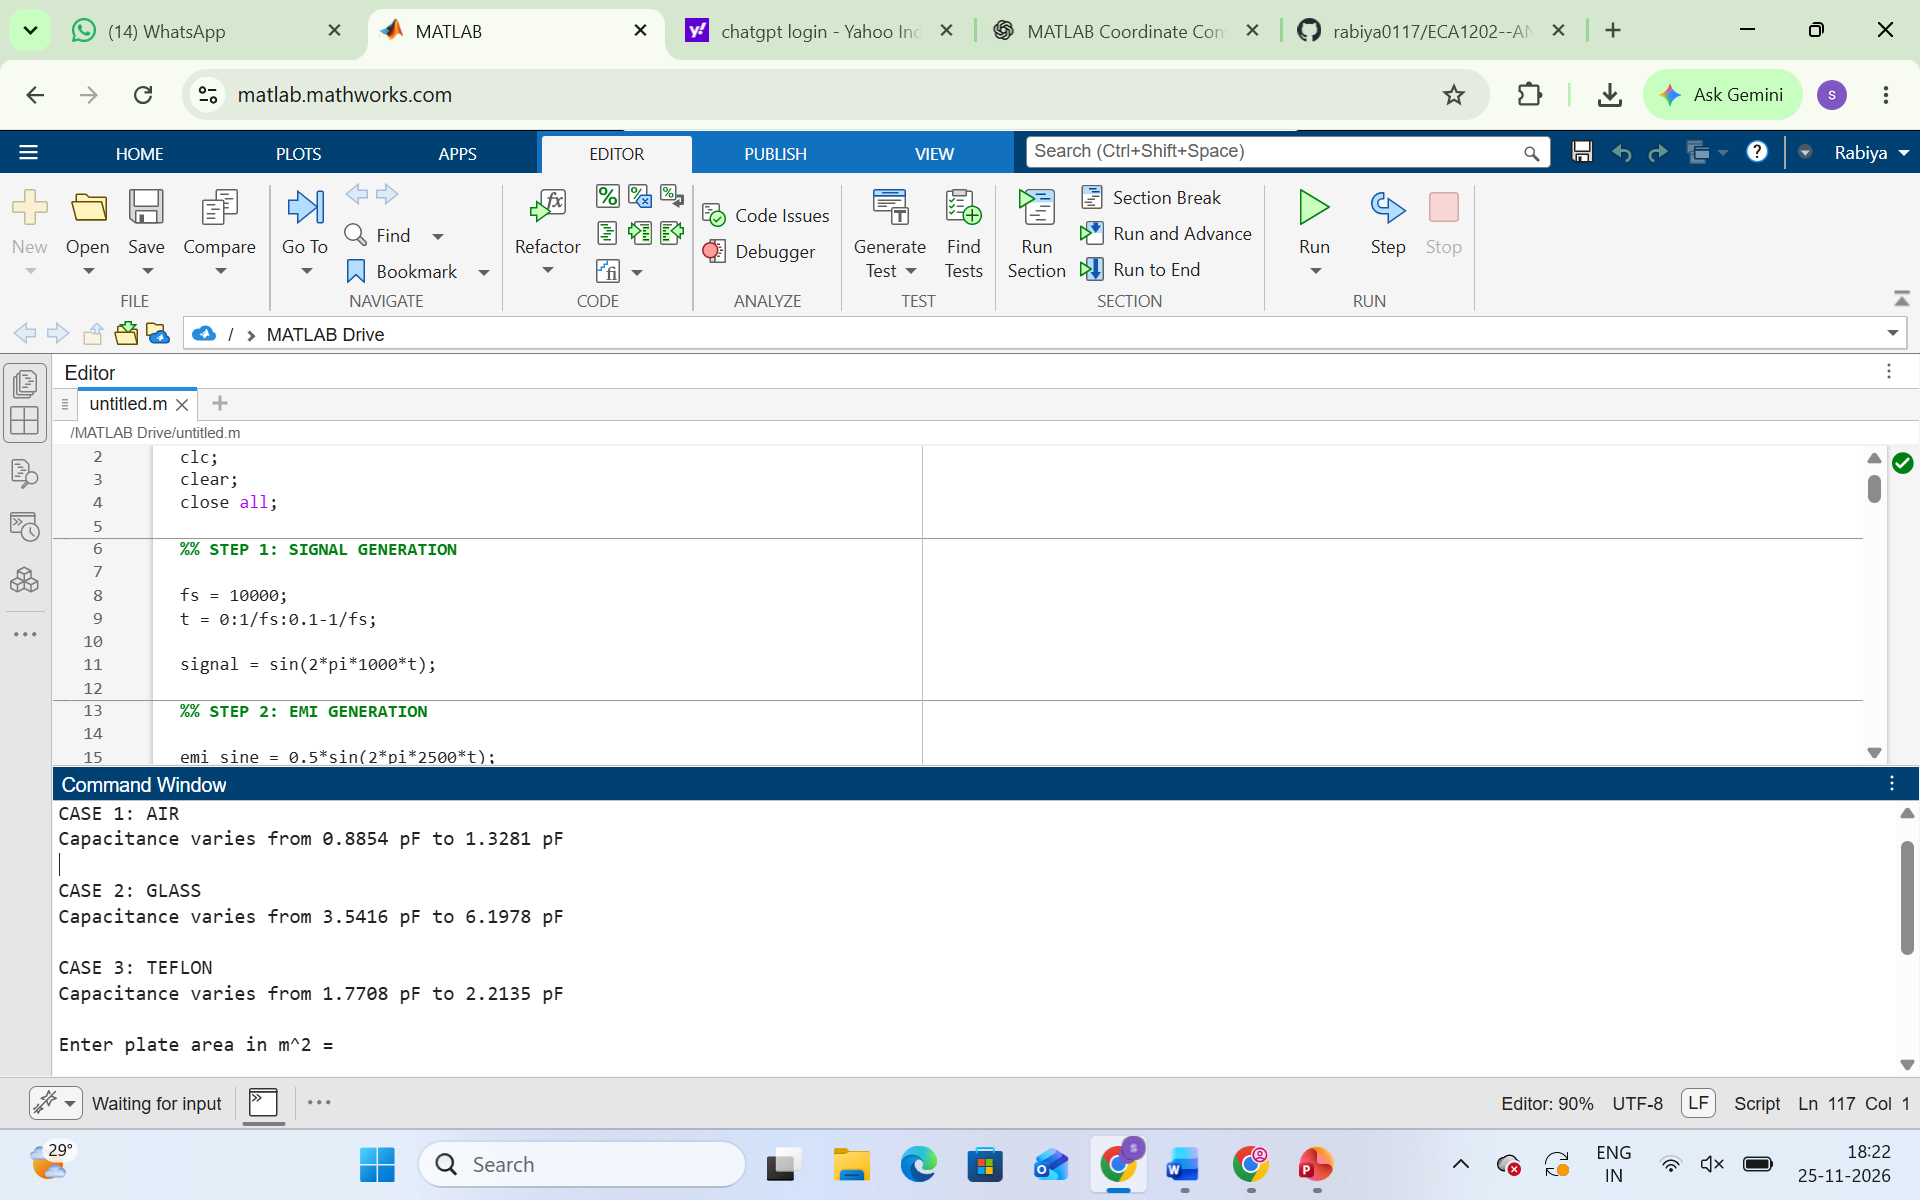 (14) WhatsApp
MATLAB
chatgpt login - Yahoo Inc
MATLAB Coordinate Con
rabiya0117/ECA1202--AN
matlab.mathworks.com
Ask Gemini
s
HOME
PLOTS
APPS
EDITOR
PUBLISH
VIEW
Search (Ctrl+Shift+Space)
Rabiya
New
Open
Save
Compare
FILE
Go To
Find
Bookmark
NAVIGATE
Refactor
CODE
Code Issues
Debugger
ANALYZE
Generate
Test
Find
Tests
TEST
Run
Section
Section Break
Run and Advance
Run to End
SECTION
Run
Step
Stop
RUN
/ › MATLAB Drive
Editor
untitled.m
/MATLAB Drive/untitled.m
2 clc;
3 clear;
4 close all;
5
6 %% STEP 1: SIGNAL GENERATION
7
8 fs = 10000;
9 t = 0:1/fs:0.1-1/fs;
10
11 signal = sin(2*pi*1000*t);
12
13 %% STEP 2: EMI GENERATION
14
15 emi_sine = 0.5*sin(2*pi*2500*t);
Command Window
CASE 1: AIR
Capacitance varies from 0.8854 pF to 1.3281 pF
CASE 2: GLASS
Capacitance varies from 3.5416 pF to 6.1978 pF
CASE 3: TEFLON
Capacitance varies from 1.7708 pF to 2.2135 pF
Enter plate area in m^2 =
Waiting for input
Editor: 90%
UTF-8
LF
Script
Ln 117 Col 1
29°
Search
ENG
IN
18:22
25-11-2026